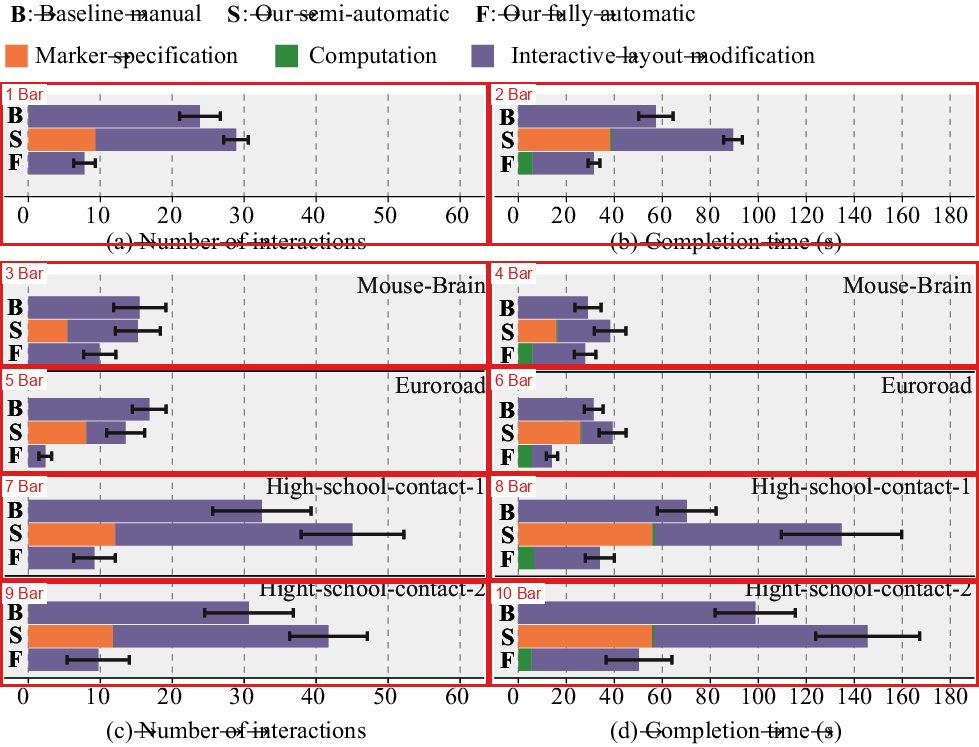 B: Baseline manual S: Our semi-automatic F: Our fully automatic
Marker specification Computation Interactive layout modification
1 Bar
B
S
F
0 10 20 30 40 50 60
(a) Number of interactions
2 Bar
B
S
F
0 20 40 60 80 100 120 140 160 180
(b) Completion time (s)
3 Bar
Mouse-Brain
B
S
F
4 Bar
Mouse-Brain
B
S
F
5 Bar
Euroroad
B
S
F
6 Bar
Euroroad
B
S
F
7 Bar
High-school-contact-1
B
S
F
8 Bar
High-school-contact-1
B
S
F
9 Bar
Hight-school-contact-2
B
S
F
0 10 20 30 40 50 60
(c) Number of interactions
10 Bar
Hight-school-contact-2
B
S
F
0 20 40 60 80 100 120 140 160 180
(d) Completion time (s)